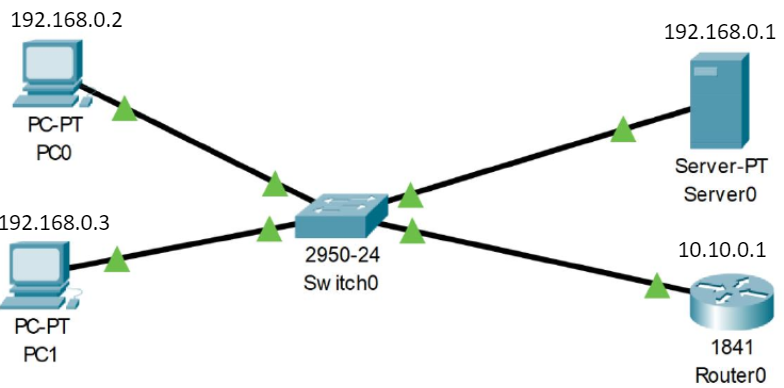 192.168.0.2
PC-PT
PC0
192.168.0.1
Server-PT
Server0
192.168.0.3
PC-PT
PC1
2950-24
Switch0
10.10.0.1
1841
Router0